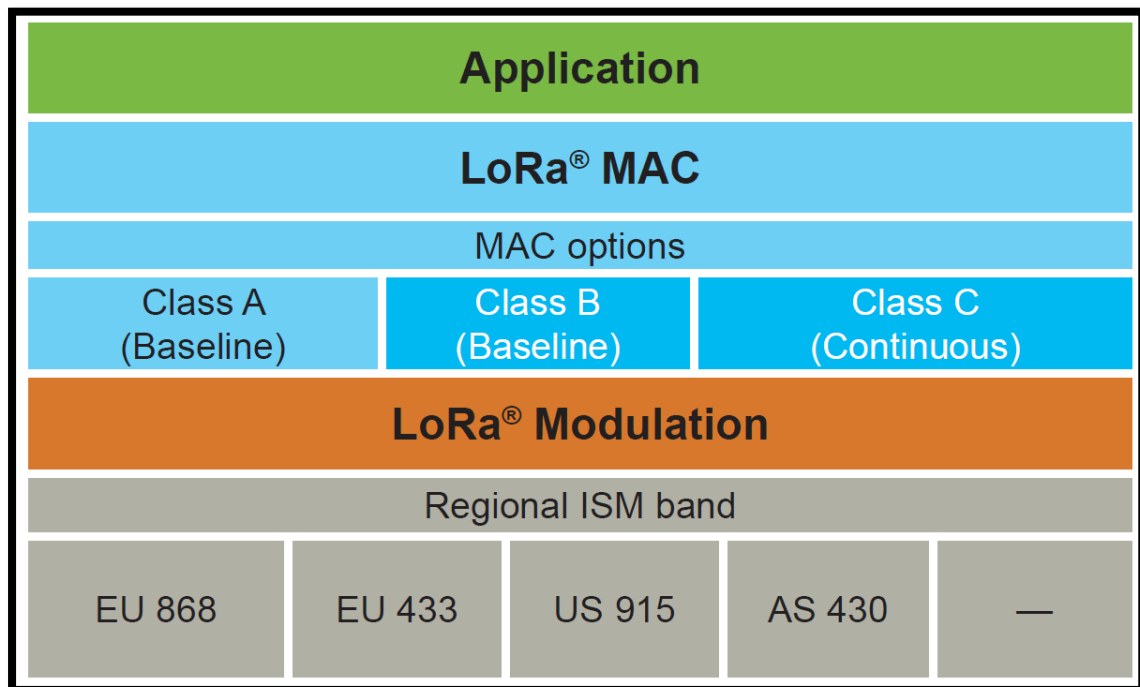 Application
LoRa® MAC
MAC options
Class A
(Baseline)
Class B
(Baseline)
Class C
(Continuous)
LoRa® Modulation
Regional ISM band
EU 868
EU 433
US 915
AS 430
—